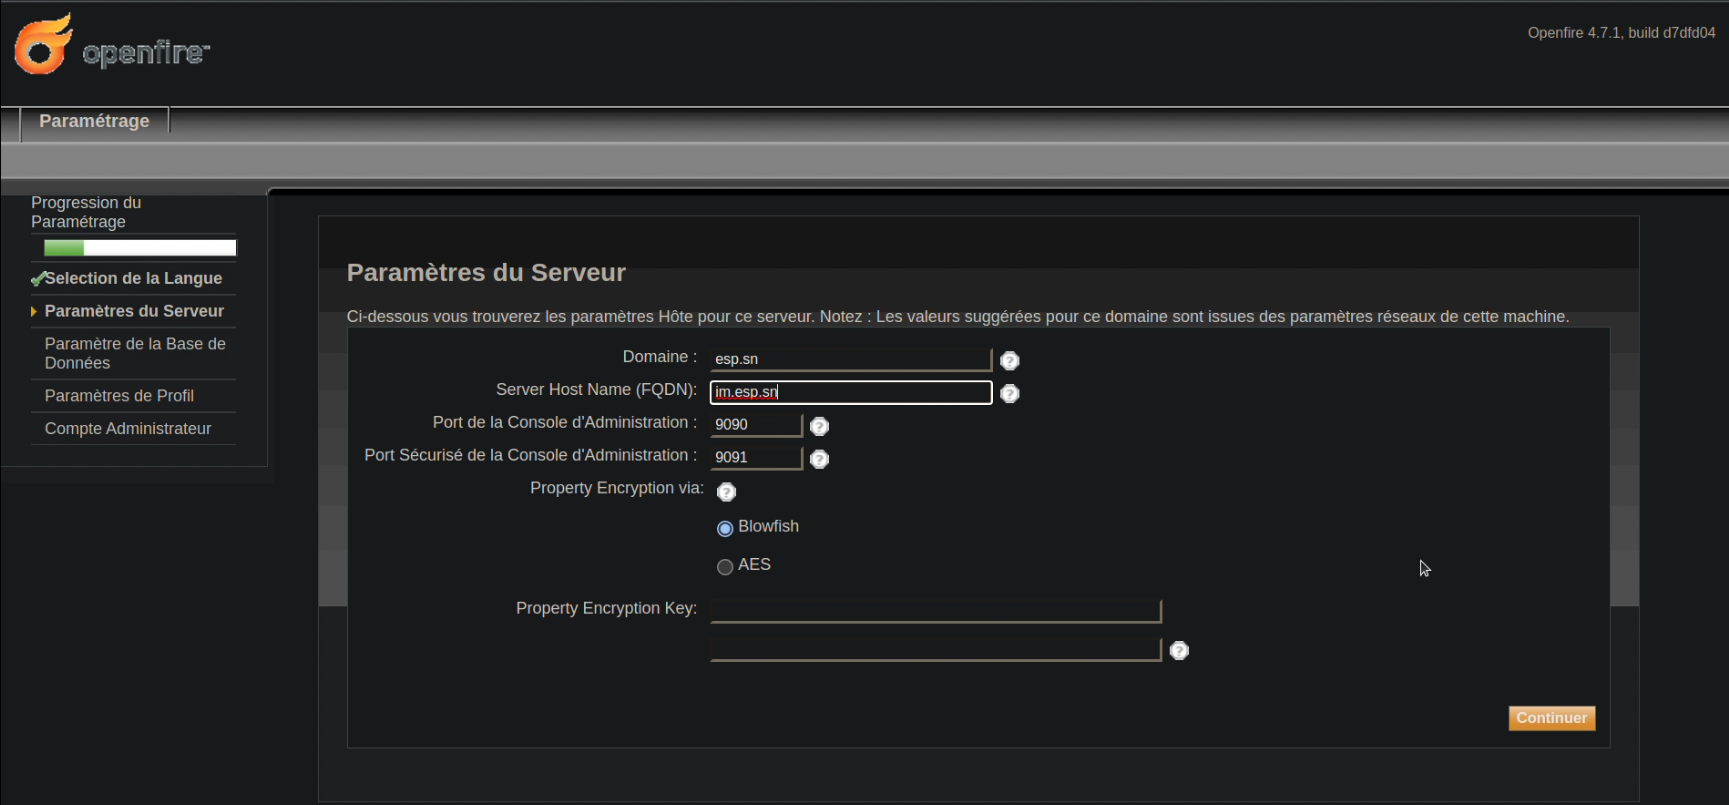 openfire™
Openfire 4.7.1, build d7dfd04
Paramétrage
Progression du
Paramétrage
Selection de la Langue
Paramètres du Serveur
Paramètre de la Base de
Données
Paramètres de Profil
Compte Administrateur
Paramètres du Serveur
Ci-dessous vous trouverez les paramètres Hôte pour ce serveur. Notez : Les valeurs suggérées pour ce domaine sont issues des paramètres réseaux de cette machine.
Domaine : esp.sn
Server Host Name (FQDN): im.esp.sn
Port de la Console d'Administration : 9090
Port Sécurisé de la Console d'Administration : 9091
Property Encryption via:
Blowfish
AES
Property Encryption Key:
Continuer